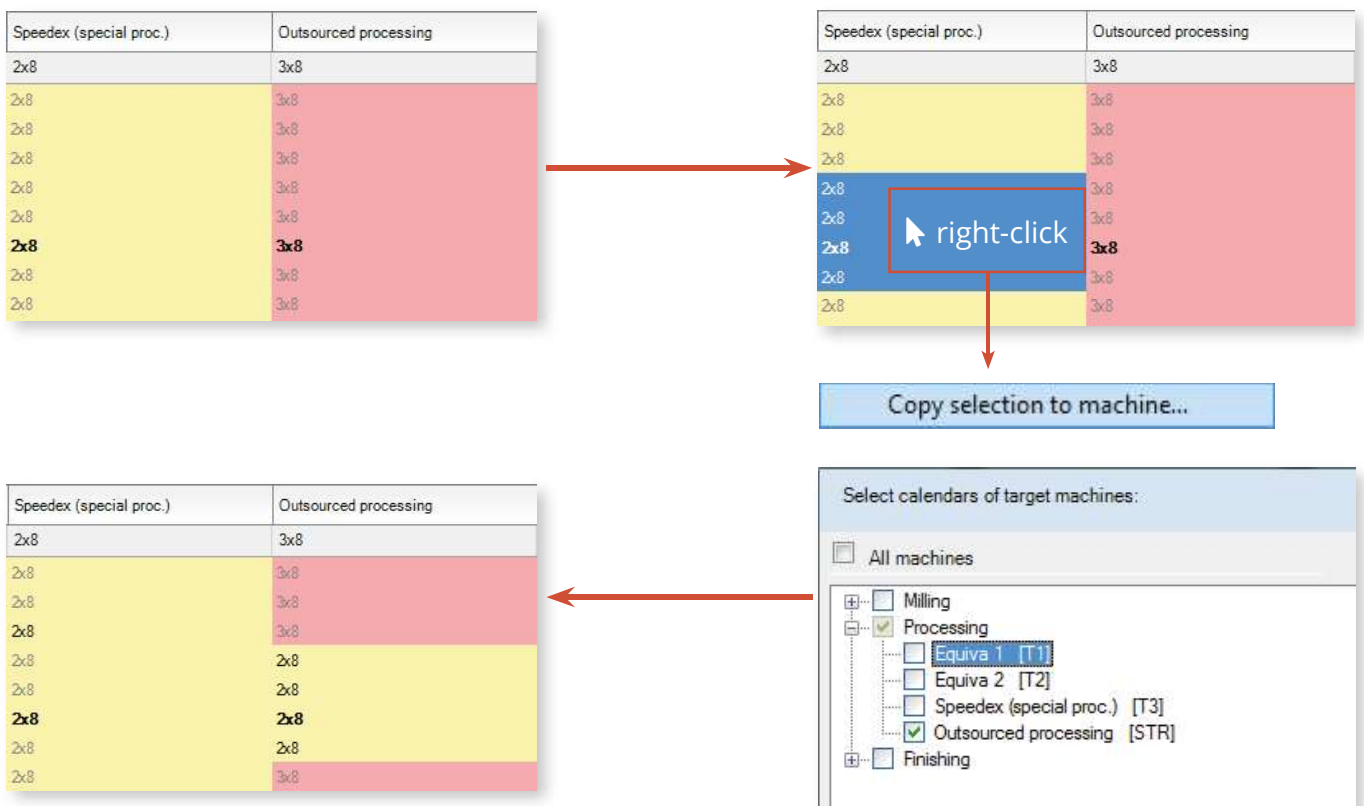 Speedex (special proc.) Outsourced processing
2x8 3x8
2x8 3x8
2x8 3x8
2x8 3x8
2x8 3x8
2x8 3x8
2x8 3x8
2x8 3x8
2x8 3x8
Speedex (special proc.) Outsourced processing
2x8 3x8
2x8 3x8
2x8 3x8
2x8 3x8
2x8 3x8
2x8 3x8
right-click
2x8 3x8
2x8 3x8
2x8 3x8
Copy selection to machine...
Select calendars of target machines:
All machines
Milling
Processing
Equiva 1 [T1]
Equiva 2 [T2]
Speedex (special proc.) [T3]
Outsourced processing [STR]
Finishing
Speedex (special proc.) Outsourced processing
2x8 3x8
2x8 3x8
2x8 3x8
2x8 3x8
2x8 2x8
2x8 2x8
2x8 2x8
2x8 2x8
2x8 3x8